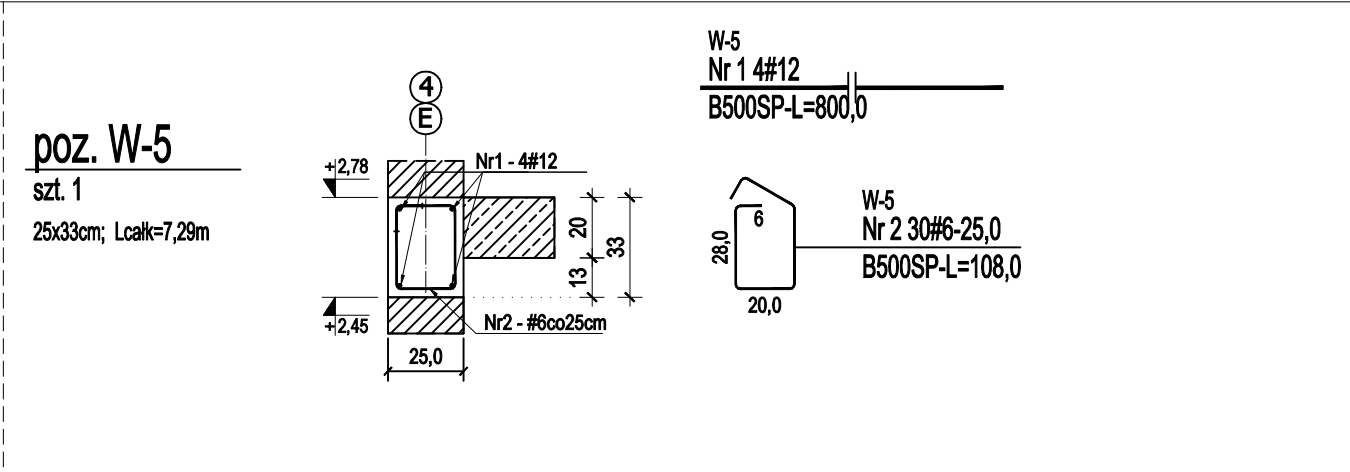 poz. W-5
szt. 1
25x33cm; Lcałk=7,29m
4
E
+2,78
Nr1 - 4#12
20
33
13
+2,45
Nr2 - #6co25cm
25,0
W-5
Nr 1 4#12
B500SP-L=800,0
6
28,0
20,0
W-5
Nr 2 30#6-25,0
B500SP-L=108,0